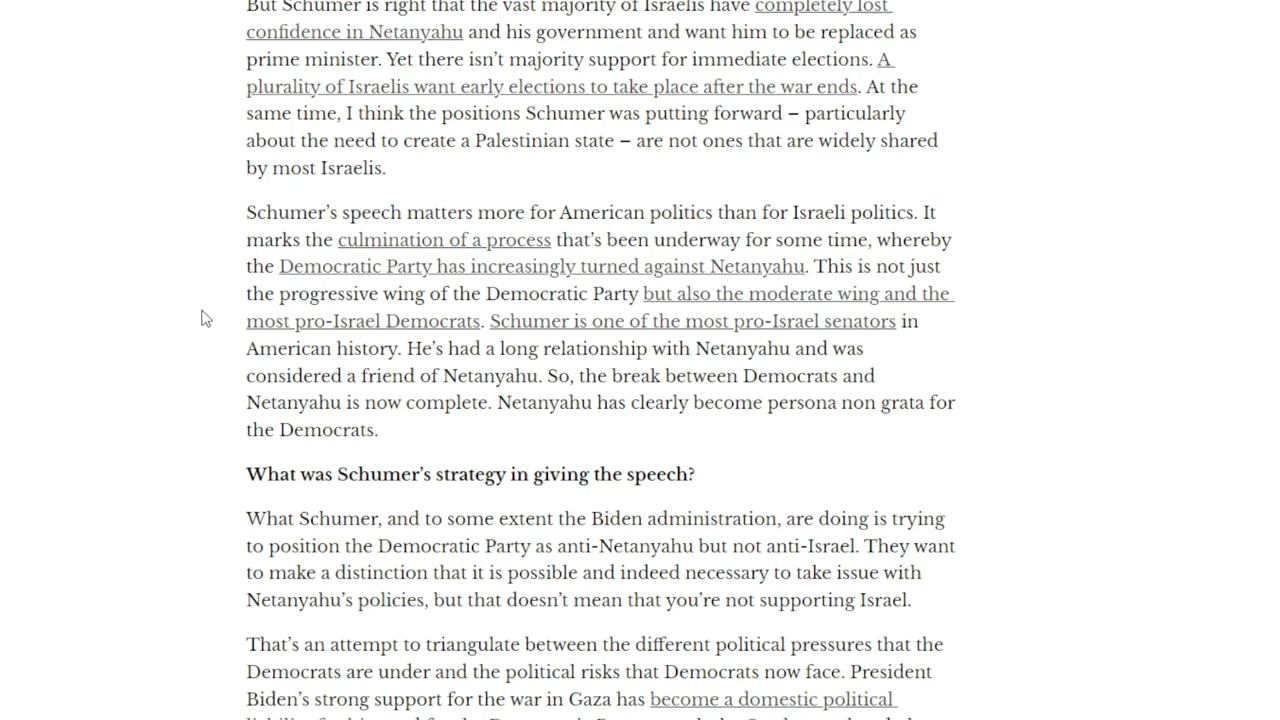 But Schumer is right that the vast majority of Israelis have completely lost
confidence in Netanyahu and his government and want him to be replaced as
prime minister. Yet there isn’t majority support for immediate elections. A
plurality of Israelis want early elections to take place after the war ends. At the
same time, I think the positions Schumer was putting forward – particularly
about the need to create a Palestinian state – are not ones that are widely shared
by most Israelis.
Schumer’s speech matters more for American politics than for Israeli politics. It
marks the culmination of a process that’s been underway for some time, whereby
the Democratic Party has increasingly turned against Netanyahu. This is not just
the progressive wing of the Democratic Party but also the moderate wing and the
most pro-Israel Democrats. Schumer is one of the most pro-Israel senators in
American history. He’s had a long relationship with Netanyahu and was
considered a friend of Netanyahu. So, the break between Democrats and
Netanyahu is now complete. Netanyahu has clearly become persona non grata for
the Democrats.
What was Schumer’s strategy in giving the speech?
What Schumer, and to some extent the Biden administration, are doing is trying
to position the Democratic Party as anti-Netanyahu but not anti-Israel. They want
to make a distinction that it is possible and indeed necessary to take issue with
Netanyahu’s policies, but that doesn’t mean that you’re not supporting Israel.
That’s an attempt to triangulate between the different political pressures that the
Democrats are under and the political risks that Democrats now face. President
Biden’s strong support for the war in Gaza has become a domestic political